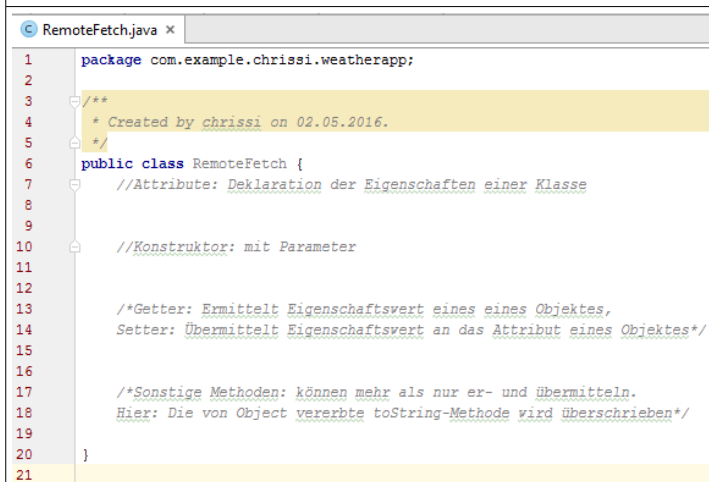 RemoteFetch.java ×
1 package com.example.chrissi.weatherapp;
2
3 /**
4 * Created by chrissi on 02.05.2016.
5 */
6 public class RemoteFetch {
7 //Attribute: Deklaration der Eigenschaften einer Klasse
8
9
10 //Konstruktor: mit Parameter
11
12
13 /*Getter: Ermittelt Eigenschaftswert eines eines Objektes,
14 Setter: Übermittelt Eigenschaftswert an das Attribut eines Objektes*/
15
16
17 /*Sonstige Methoden: können mehr als nur er- und übermitteln.
18 Hier: Die von Object vererbte toString-Methode wird überschrieben*/
19
20 }
21